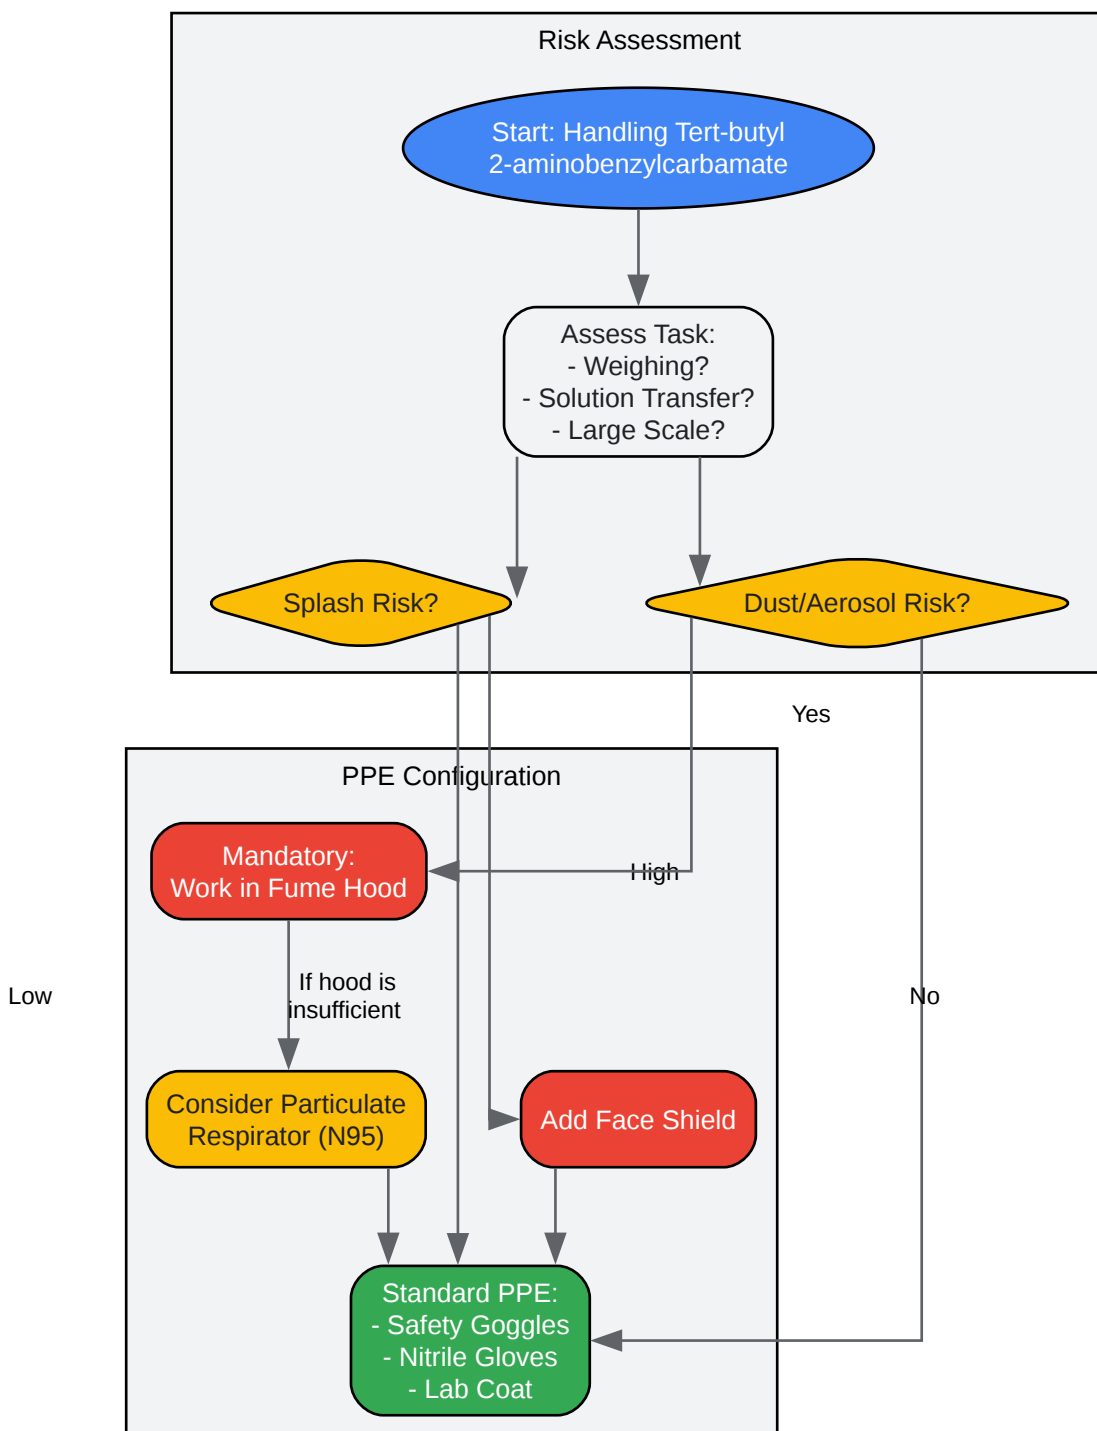 Risk Assessment
Start: Handling Tert-butyl
2-aminobenzylcarbamate
Assess Task:
- Weighing?
- Solution Transfer?
- Large Scale?
Splash Risk?
Dust/Aerosol Risk?
Yes
PPE Configuration
Mandatory:
Work in Fume Hood
High
If hood is
insufficient
Low
No
Consider Particulate
Respirator (N95)
Add Face Shield
Standard PPE:
- Safety Goggles
- Nitrile Gloves
- Lab Coat